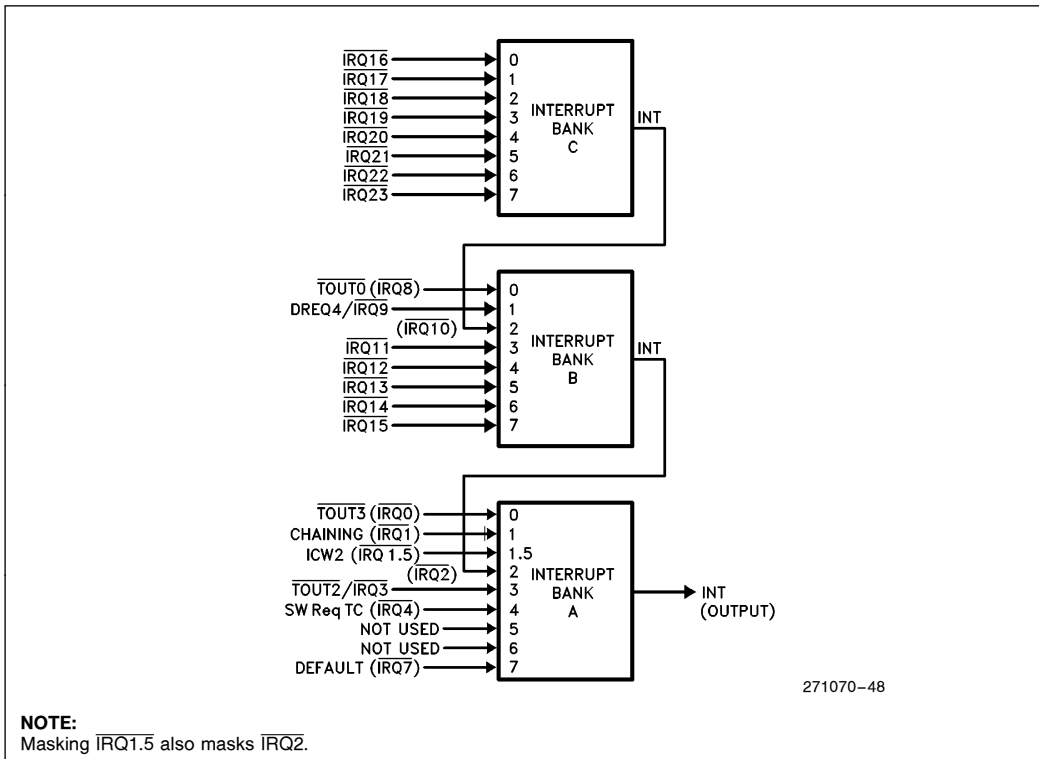 IRQ16 0
IRQ17 1
IRQ18 2
IRQ19 3
IRQ20 4
IRQ21 5
IRQ22 6
IRQ23 7
INTERRUPT
BANK
C
INT
TOUT0 (IRQ8) 0
DREQ4/IRQ9 1
(IRQ10) 2
IRQ11 3
IRQ12 4
IRQ13 5
IRQ14 6
IRQ15 7
INTERRUPT
BANK
B
INT
TOUT3 (IRQ0) 0
CHAINING (IRQ1) 1
ICW2 (IRQ 1.5) 1.5
(IRQ2) 2
TOUT2/IRQ3 3
SW Req TC (IRQ4) 4
NOT USED 5
NOT USED 6
DEFAULT (IRQ7) 7
INTERRUPT
BANK
A
INT
(OUTPUT)
271070–48
NOTE:
Masking IRQ1.5 also masks IRQ2.